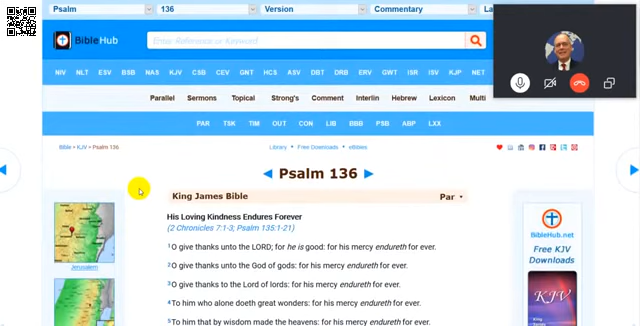 Psalm 136 Version Commentary La
BibleHub Enter Reference or Keyword
NIV NLT ESV BSB NAS KJV CSB CEV GNT HCS ASV DBT DRB ERV GWT ISR ISV KJP NET
Parallel Sermons Topical Strong's Comment Interlin Hebrew Lexicon Multi
PAR TSK TIM OUT CON LIB BBB PSB ABP LXX
Bible • KJV • Psalm 136 Library • Free Downloads • eBibles
◄ Psalm 136 ►
King James Bible Par ▾
His Loving Kindness Endures Forever
(2 Chronicles 7:1-3; Psalm 135:1-21)
1O give thanks unto the LORD; for he is good: for his mercy endureth for ever.
2O give thanks unto the God of gods: for his mercy endureth for ever.
3O give thanks to the Lord of lords: for his mercy endureth for ever.
4To him who alone doeth great wonders: for his mercy endureth for ever.
5To him that by wisdom made the heavens: for his mercy endureth for ever.
Jerusalem
BibleHub.net
Free KJV
Downloads
KJV